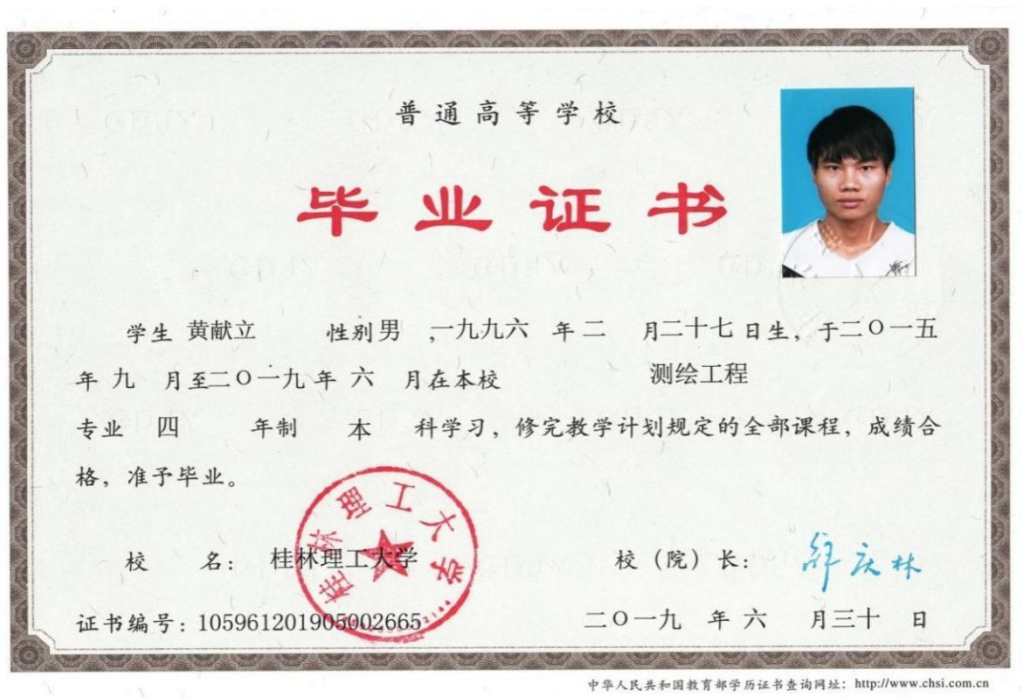 普通高等学校
毕业证书
学生 黄献立 性别 男 ,一九九六 年 二 月二十七 日生，于二〇一五
年 九 月至二〇一九 年 六 月在本校 测绘工程
专业 四 年制 本 科学习，修完教学计划规定的全部课程，成绩合
格，准予毕业。
桂林理工大学
校 名： 桂林理工大学 校（院）长：
证书编号：105961201905002665 二〇一九 年 六 月三十 日
中华人民共和国教育部学历证书查询网址：http://www.chsi.com.cn